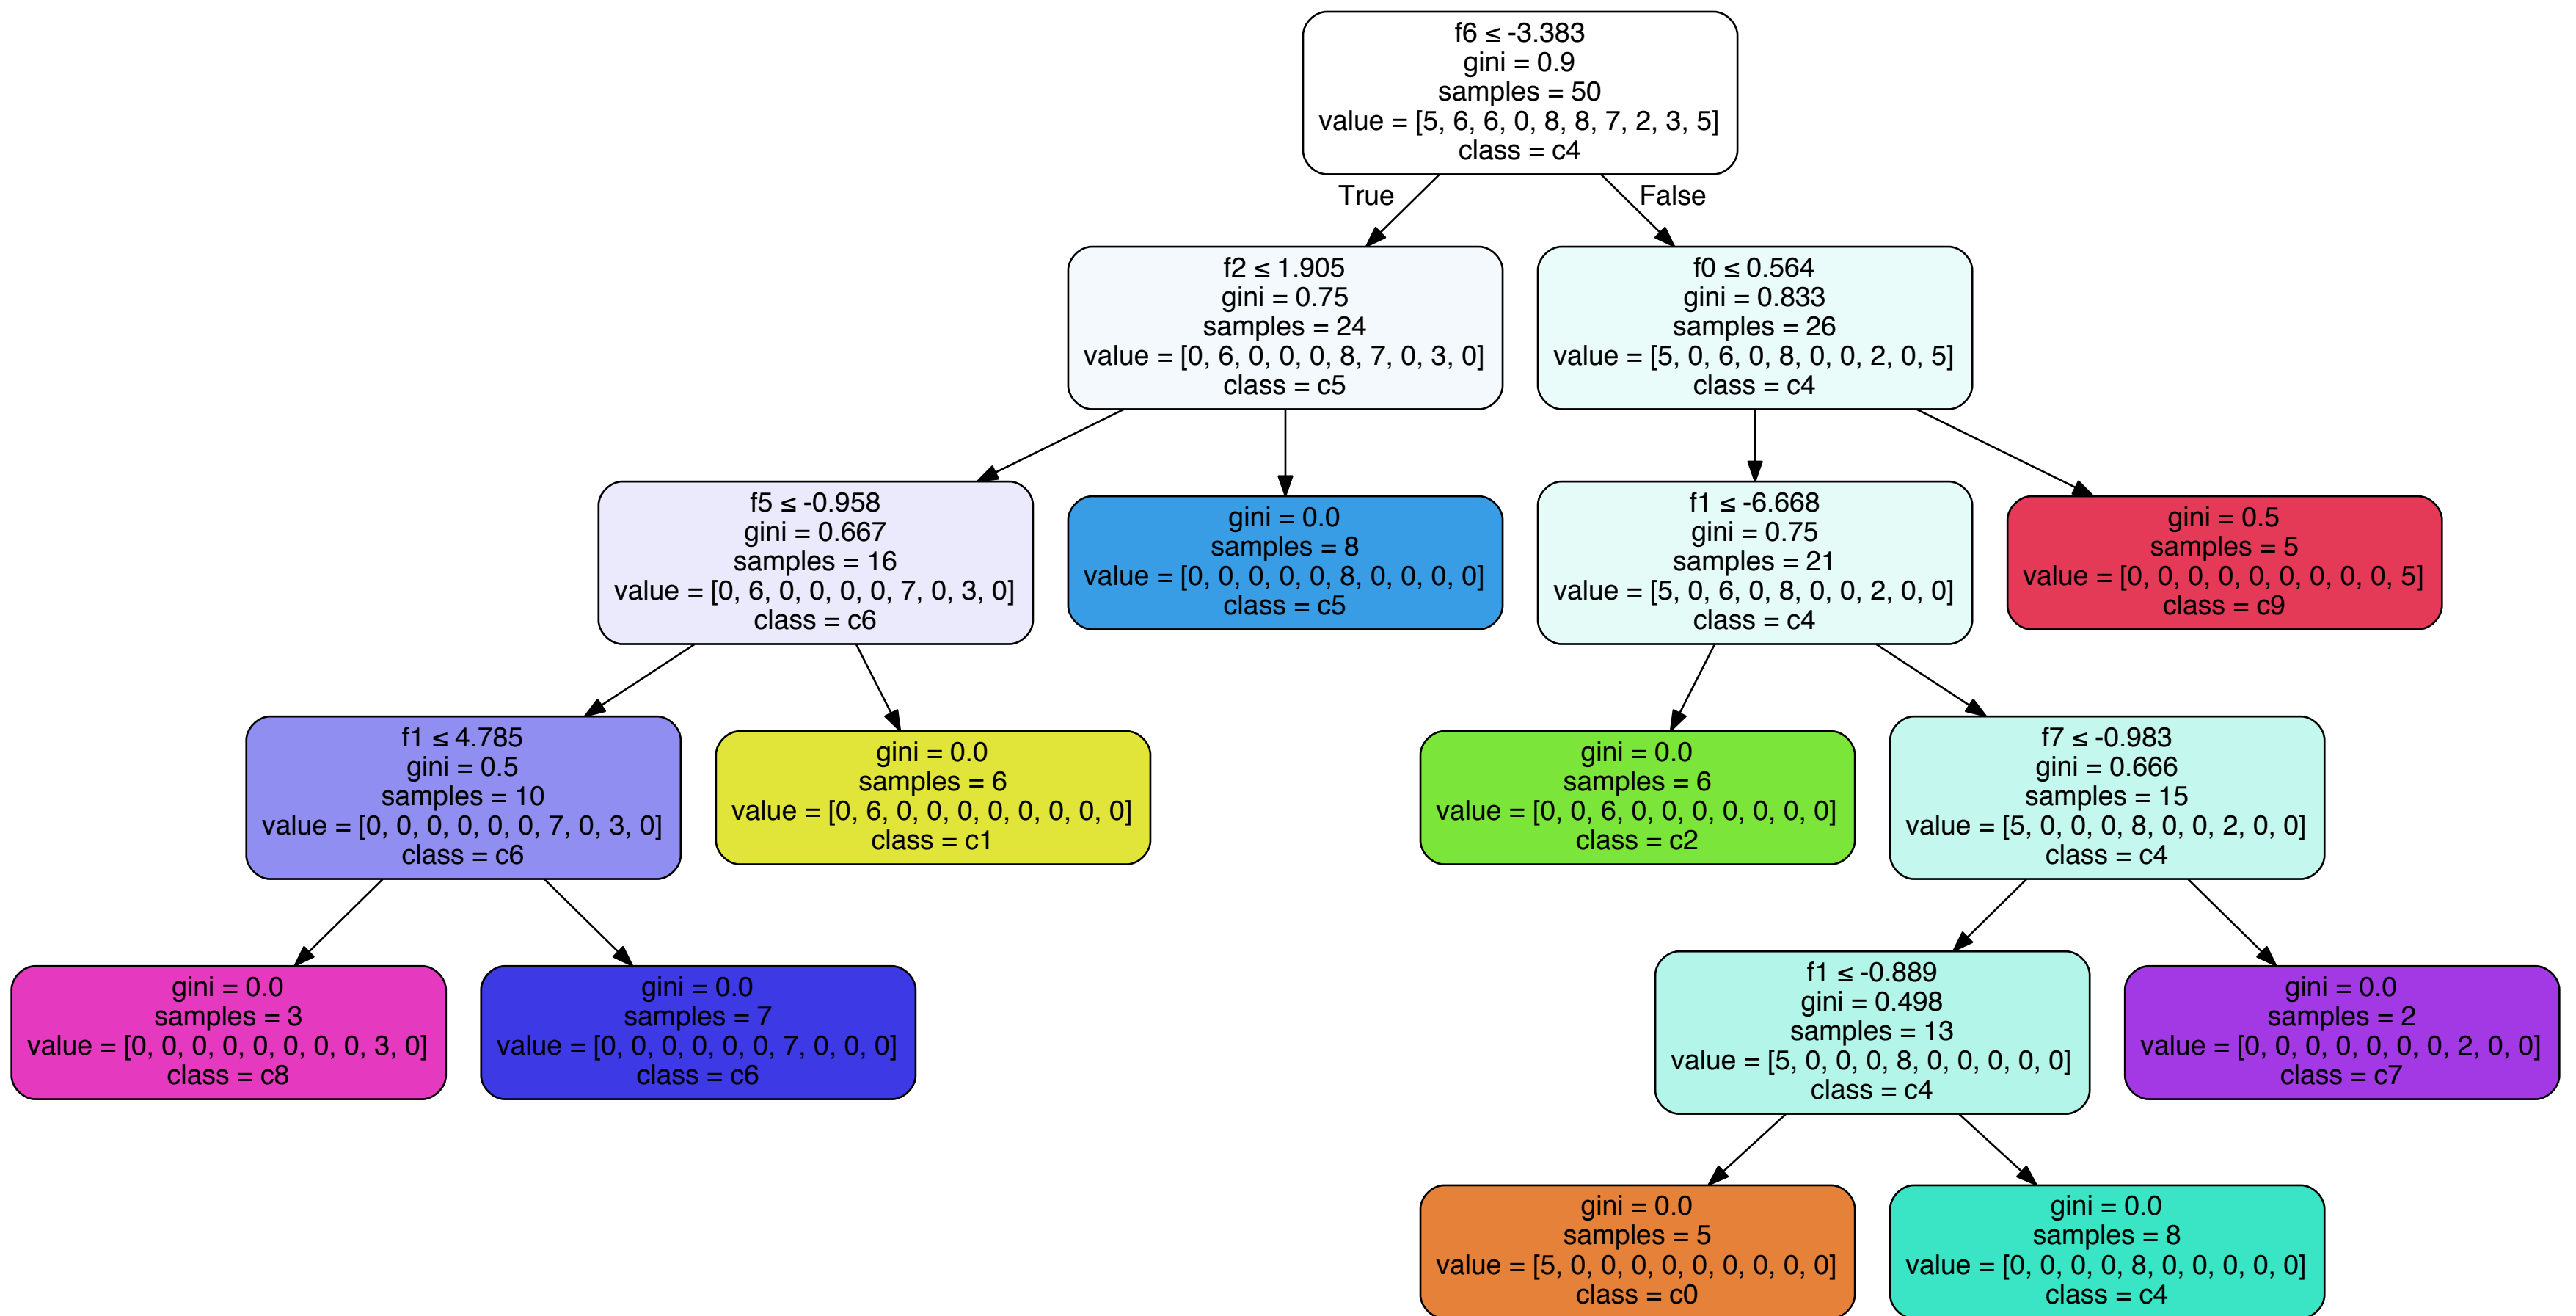 f6 ≤ -3.383
gini = 0.9
samples = 50
value = [5, 6, 6, 0, 8, 8, 7, 2, 3, 5]
class = c4
True
False
f2 ≤ 1.905
gini = 0.75
samples = 24
value = [0, 6, 0, 0, 0, 8, 7, 0, 3, 0]
class = c5
f0 ≤ 0.564
gini = 0.833
samples = 26
value = [5, 0, 6, 0, 8, 0, 0, 2, 0, 5]
class = c4
f5 ≤ -0.958
gini = 0.667
samples = 16
value = [0, 6, 0, 0, 0, 0, 7, 0, 3, 0]
class = c6
gini = 0.0
samples = 8
value = [0, 0, 0, 0, 0, 8, 0, 0, 0, 0]
class = c5
f1 ≤ -6.668
gini = 0.75
samples = 21
value = [5, 0, 6, 0, 8, 0, 0, 2, 0, 0]
class = c4
gini = 0.5
samples = 5
value = [0, 0, 0, 0, 0, 0, 0, 0, 0, 5]
class = c9
f1 ≤ 4.785
gini = 0.5
samples = 10
value = [0, 0, 0, 0, 0, 0, 7, 0, 3, 0]
class = c6
gini = 0.0
samples = 6
value = [0, 6, 0, 0, 0, 0, 0, 0, 0, 0]
class = c1
gini = 0.0
samples = 6
value = [0, 0, 6, 0, 0, 0, 0, 0, 0, 0]
class = c2
f7 ≤ -0.983
gini = 0.666
samples = 15
value = [5, 0, 0, 0, 8, 0, 0, 2, 0, 0]
class = c4
gini = 0.0
samples = 3
value = [0, 0, 0, 0, 0, 0, 0, 0, 3, 0]
class = c8
gini = 0.0
samples = 7
value = [0, 0, 0, 0, 0, 0, 7, 0, 0, 0]
class = c6
f1 ≤ -0.889
gini = 0.498
samples = 13
value = [5, 0, 0, 0, 8, 0, 0, 0, 0, 0]
class = c4
gini = 0.0
samples = 2
value = [0, 0, 0, 0, 0, 0, 0, 2, 0, 0]
class = c7
gini = 0.0
samples = 5
value = [5, 0, 0, 0, 0, 0, 0, 0, 0, 0]
class = c0
gini = 0.0
samples = 8
value = [0, 0, 0, 0, 8, 0, 0, 0, 0, 0]
class = c4